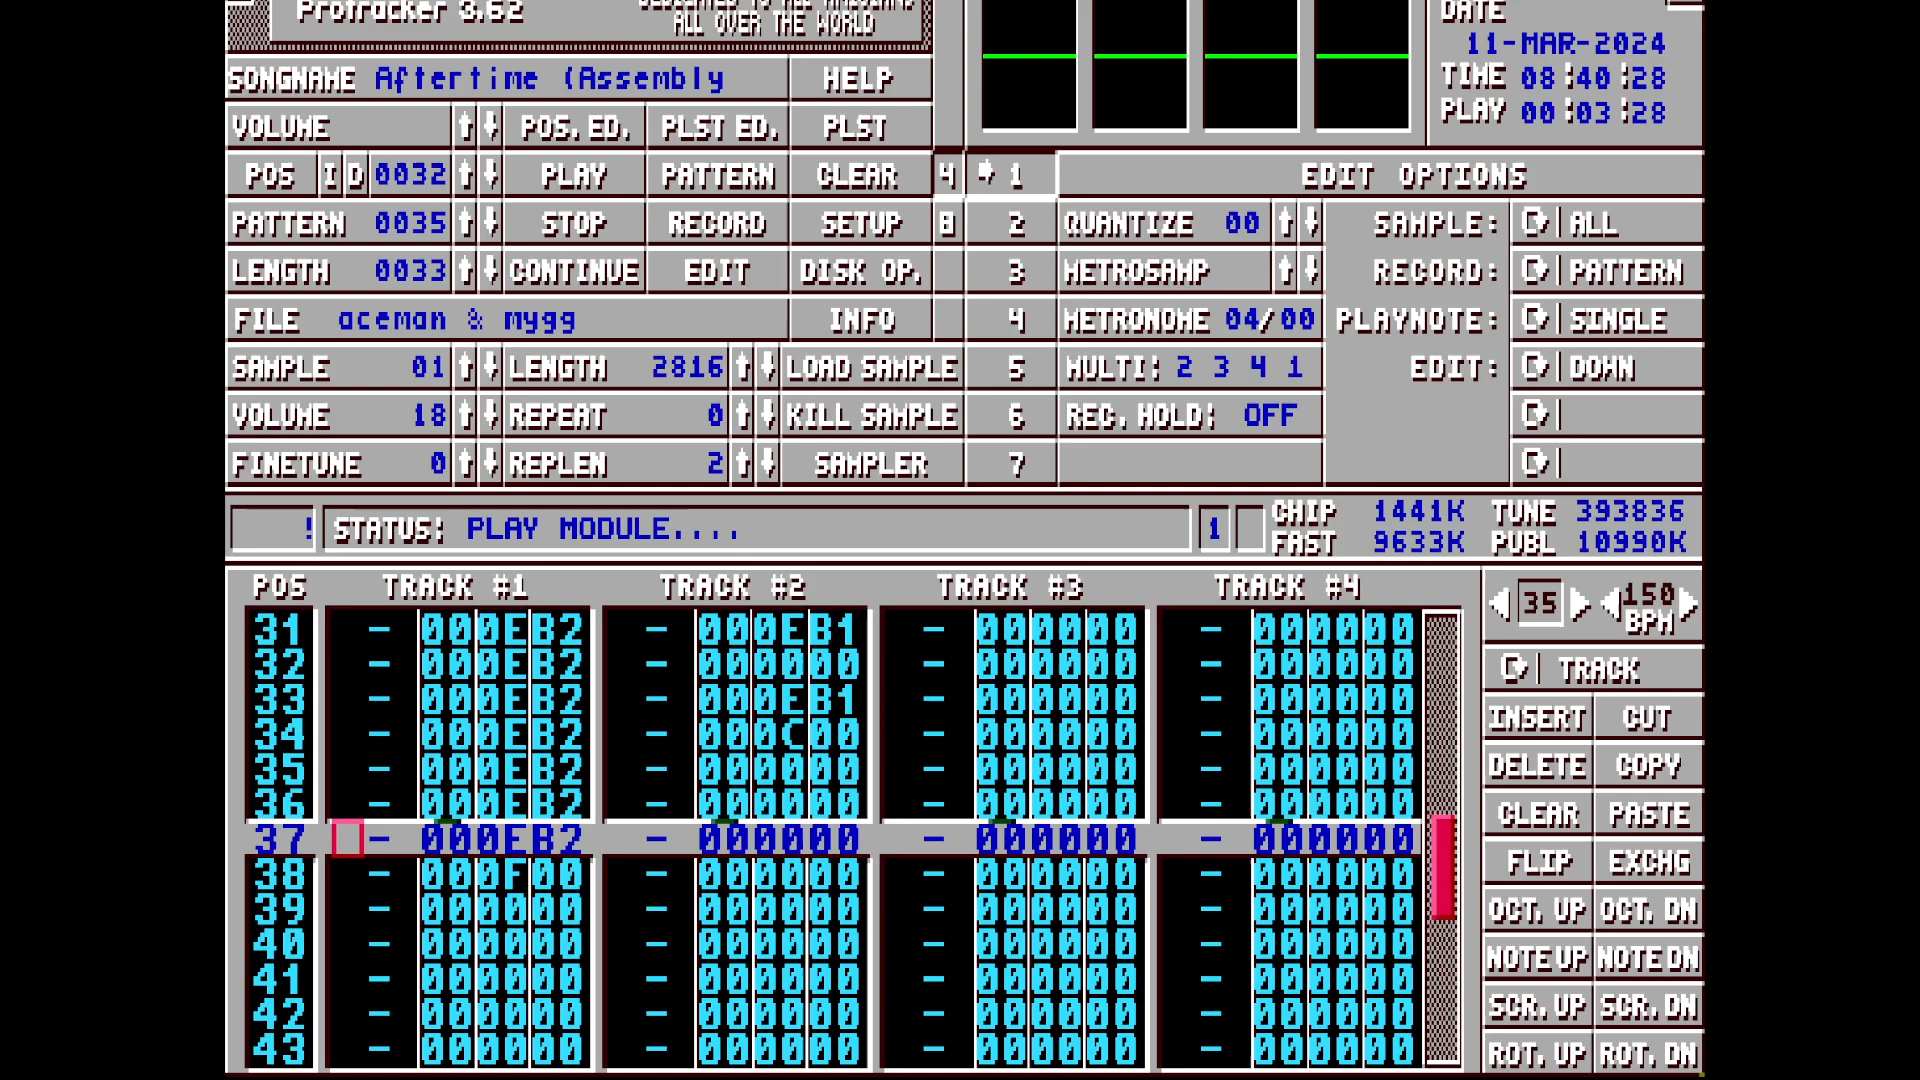 Protracker 3.62
ALL OVER THE WORLD
SONGNAME Aftertime (Assembly HELP
VOLUME POS. ED. PLST ED. PLST
POS I D 0032 PLAY PATTERN CLEAR
PATTERN 0035 STOP RECORD SETUP
LENGTH 0033 CONTINUE EDIT DISK OP.
FILE aceman & mygg INFO
SAMPLE 01 LENGTH 2816 LOAD SAMPLE
VOLUME 18 REPEAT 0 KILL SAMPLE
FINETUNE 0 REPLEN 2 SAMPLER
DATE
11-MAR-2024
TIME 08:40:28
PLAY 00:03:28
4 1 EDIT OPTIONS
8 2 QUANTIZE 00 SAMPLE: ALL
3 METROSAMP RECORD: PATTERN
4 METRONOME 04/00 PLAYNOTE: SINGLE
5 MULTI: 2 3 4 1 EDIT: DOWN
6 REC. HOLD: OFF
7
! STATUS: PLAY MODULE.... 1
CHIP 1441K TUNE 393836
FAST 9633K PUBL 10990K
POS TRACK #1 TRACK #2 TRACK #3 TRACK #4
31 - 000EB2 - 000EB1 - 000000 - 000000
32 - 000EB2 - 000000 - 000000 - 000000
33 - 000EB2 - 000EB1 - 000000 - 000000
34 - 000EB2 - 000C00 - 000000 - 000000
35 - 000EB2 - 000000 - 000000 - 000000
36 - 000EB2 - 000000 - 000000 - 000000
37 - 000EB2 - 000000 - 000000 - 000000
38 - 000F00 - 000000 - 000000 - 000000
39 - 000000 - 000000 - 000000 - 000000
40 - 000000 - 000000 - 000000 - 000000
41 - 000000 - 000000 - 000000 - 000000
42 - 000000 - 000000 - 000000 - 000000
43 - 000000 - 000000 - 000000 - 000000
35 150 BPM
TRACK
INSERT CUT
DELETE COPY
CLEAR PASTE
FLIP EXCHG
OCT. UP OCT. DN
NOTE UP NOTE DN
SCR. UP SCR. DN
ROT. UP ROT. DN